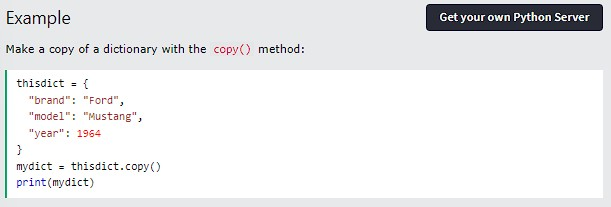 Example
Get your own Python Server
Make a copy of a dictionary with the copy() method:
thisdict = {
  "brand": "Ford",
  "model": "Mustang",
  "year": 1964
}
mydict = thisdict.copy()
print(mydict)